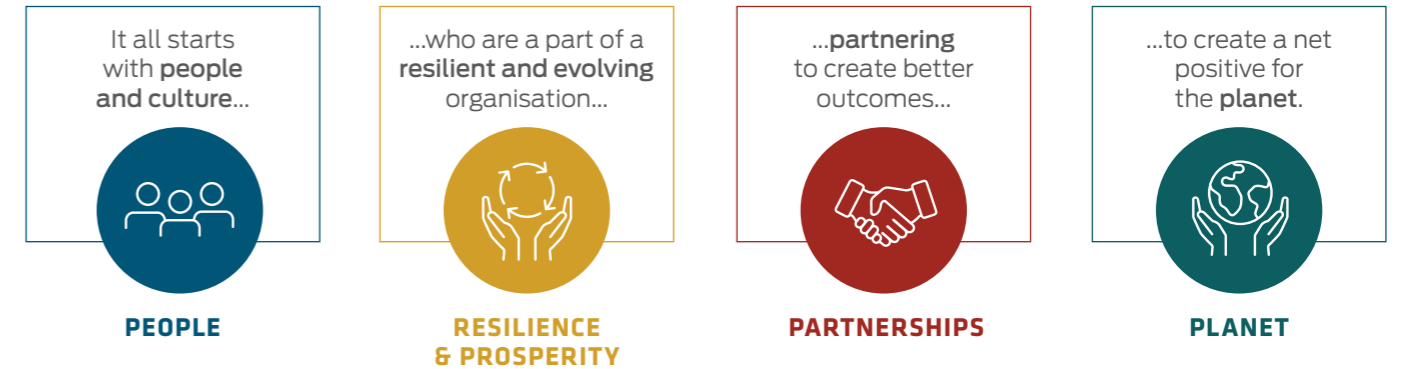 It all starts
with people
and culture...
PEOPLE
...who are a part of a
resilient and evolving
organisation...
RESILIENCE
& PROSPERITY
...partnering
to create better
outcomes...
PARTNERSHIPS
...to create a net
positive for
the planet.
PLANET